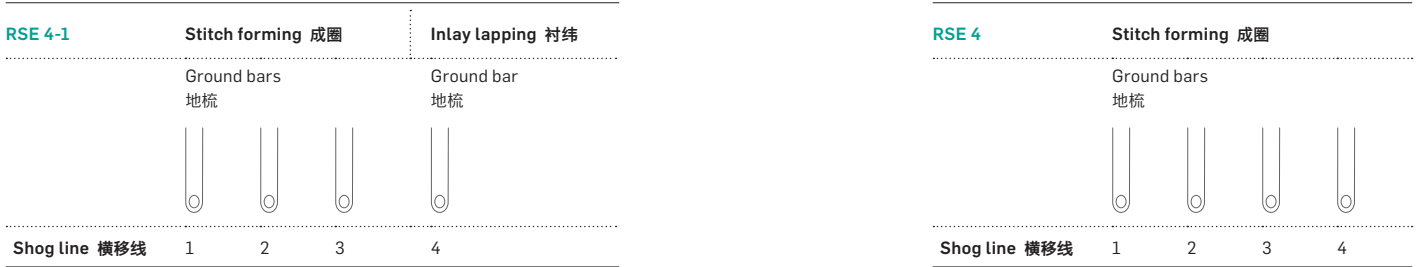 RSE 4-1 Stitch forming 成圈 Inlay lapping 衬纬
Ground bars Ground bar
地梳 地梳
Shog line 横移线 1 2 3 4
RSE 4 Stitch forming 成圈
Ground bars
地梳
Shog line 横移线 1 2 3 4